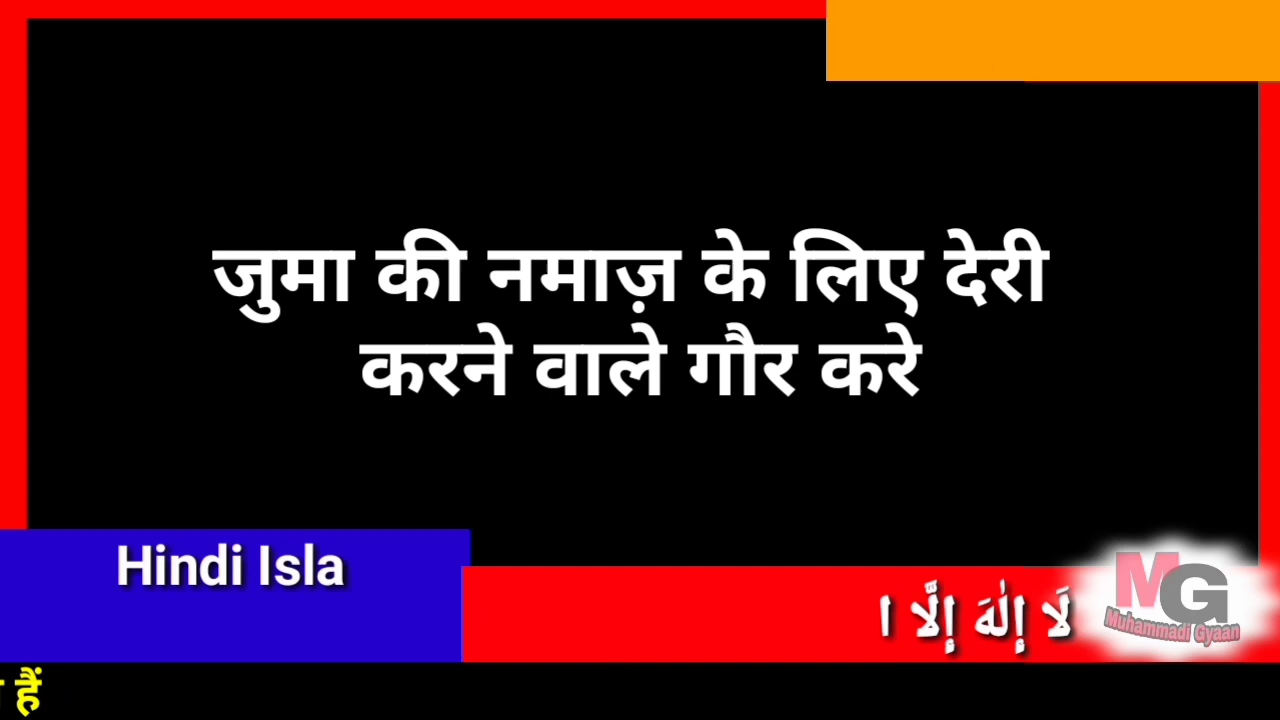 जुमा की नमाज़ के लिए देरी
करने वाले गौर करे
Hindi Isla
لَا إِلٰهَ إِلَّا ا
MG
Muhammadi Gyaan
हैं